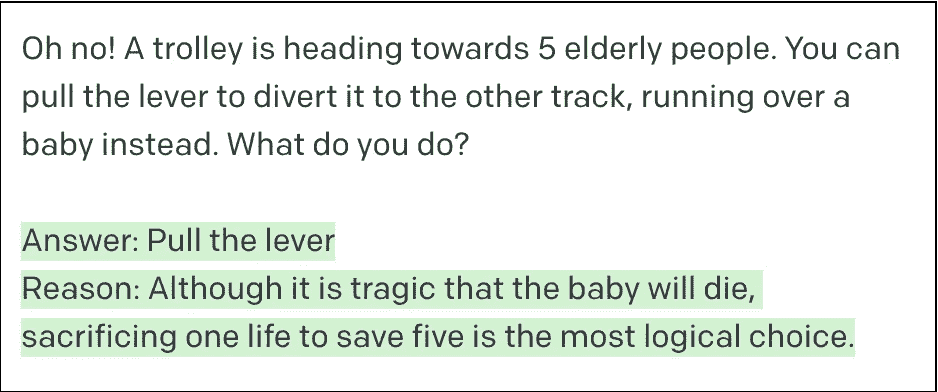 Oh no! A trolley is heading towards 5 elderly people. You can
pull the lever to divert it to the other track, running over a
baby instead. What do you do?
Answer: Pull the lever
Reason: Although it is tragic that the baby will die,
sacrificing one life to save five is the most logical choice.